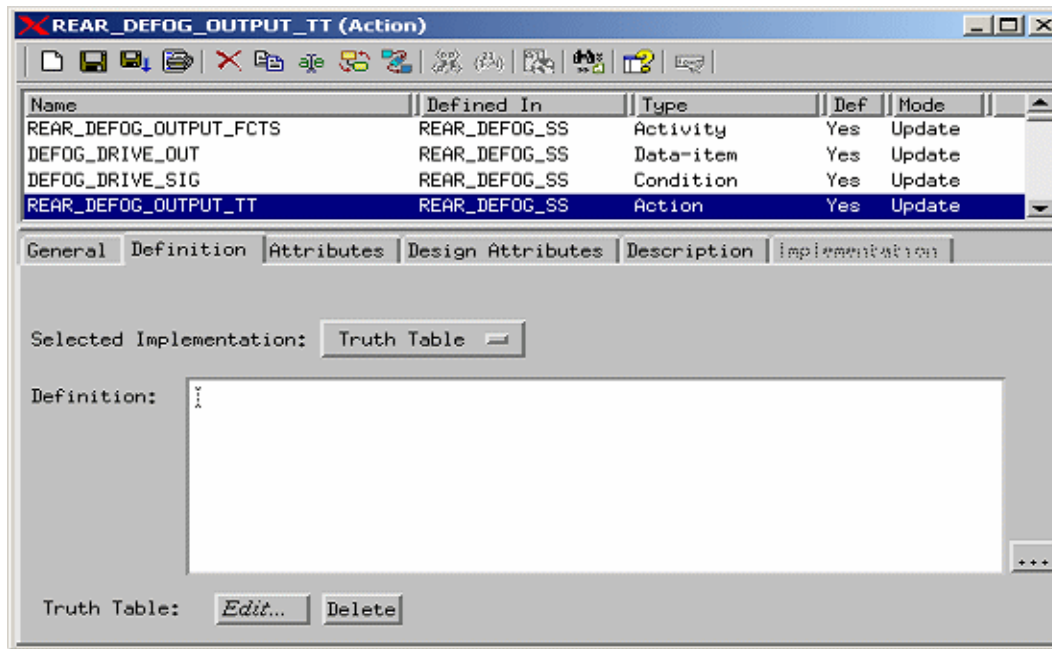 REAR_DEFOG_OUTPUT_TT (Action)
Name Defined In Type Def Mode
REAR_DEFOG_OUTPUT_FCTS REAR_DEFOG_SS Activity Yes Update
DEFOG_DRIVE_OUT REAR_DEFOG_SS Data-item Yes Update
DEFOG_DRIVE_SIG REAR_DEFOG_SS Condition Yes Update
REAR_DEFOG_OUTPUT_TT REAR_DEFOG_SS Action Yes Update
General Definition Attributes Design Attributes Description Implementation
Selected Implementation: Truth Table
Definition:
...
Truth Table: Edit... Delete